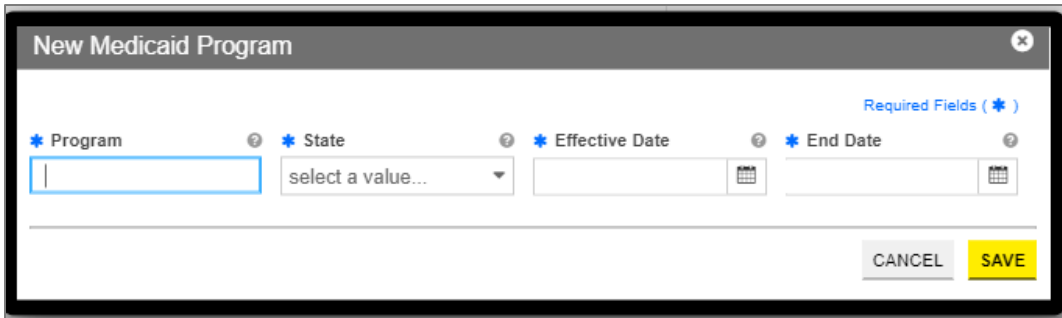 New Medicaid Program
Required Fields ( * )
* Program * State * Effective Date * End Date
select a value...
CANCEL SAVE